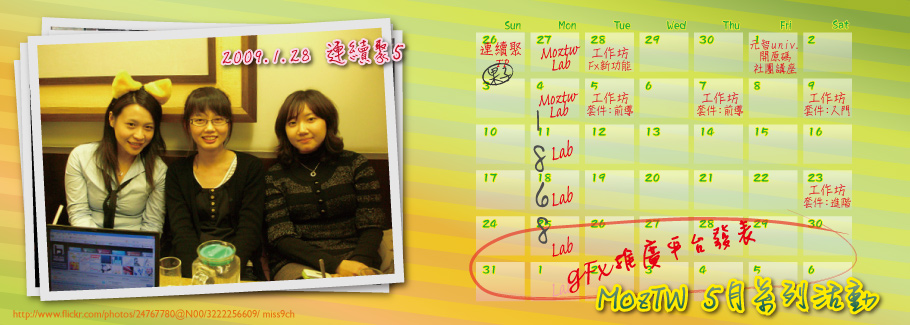 2009.1.28 連續聚5
http://www.flickr.com/photos/24767780@N00/3222256609/ miss9ch
Sun Mon Tue Wed Thu Fri Sat
26 27 28 29 30 1 2
連續聚
Moztw
Lab
工作坊
Fx新功能
元智univ.
開原碼
社團講座
3 4 5 6 7 8 9
Moztw
Lab
工作坊
套件:前導
工作坊
套件:前導
工作坊
套件:入門
10 11 12 13 14 15 16
Lab
17 18 19 20 21 22 23
Lab
工作坊
套件:進階
24 25 26 27 28 29 30
Lab
31 1 2 3 4 5 6
1
8
6
8
gFx推廣平台發表
MozTW 5月系列活動